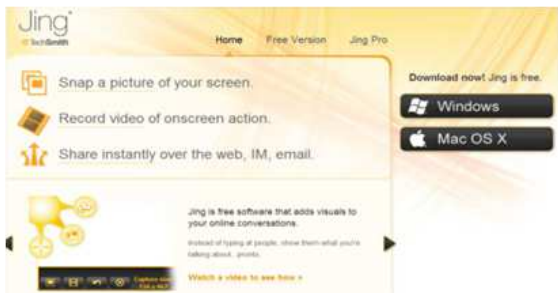 Jing
TechSmith
Home Free Version Jing Pro
Snap a picture of your screen.
Record video of onscreen action.
Share instantly over the web, IM, email.
Download now! Jing is free.
Windows
Mac OS X
Jing is free software that adds visuals to
your online conversations.
Instead of typing at people, show them what you're
talking about...pronto.
Watch a video to see how »